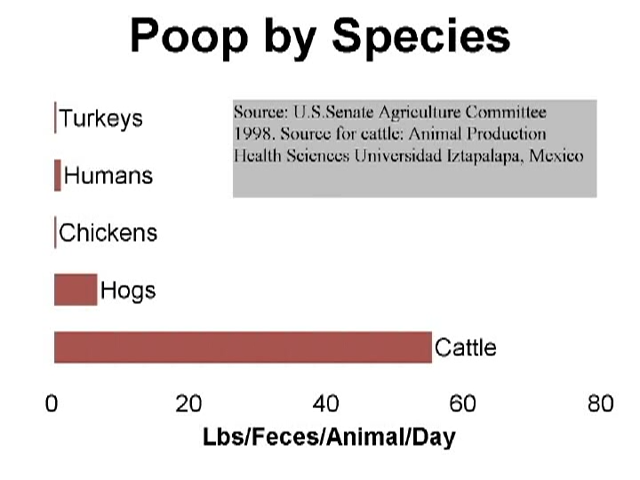 Poop by Species
Source: U.S.Senate Agriculture Committee
1998. Source for cattle: Animal Production
Health Sciences Universidad Iztapalapa, Mexico
Turkeys
Humans
Chickens
Hogs
Cattle
0 20 40 60 80
Lbs/Feces/Animal/Day